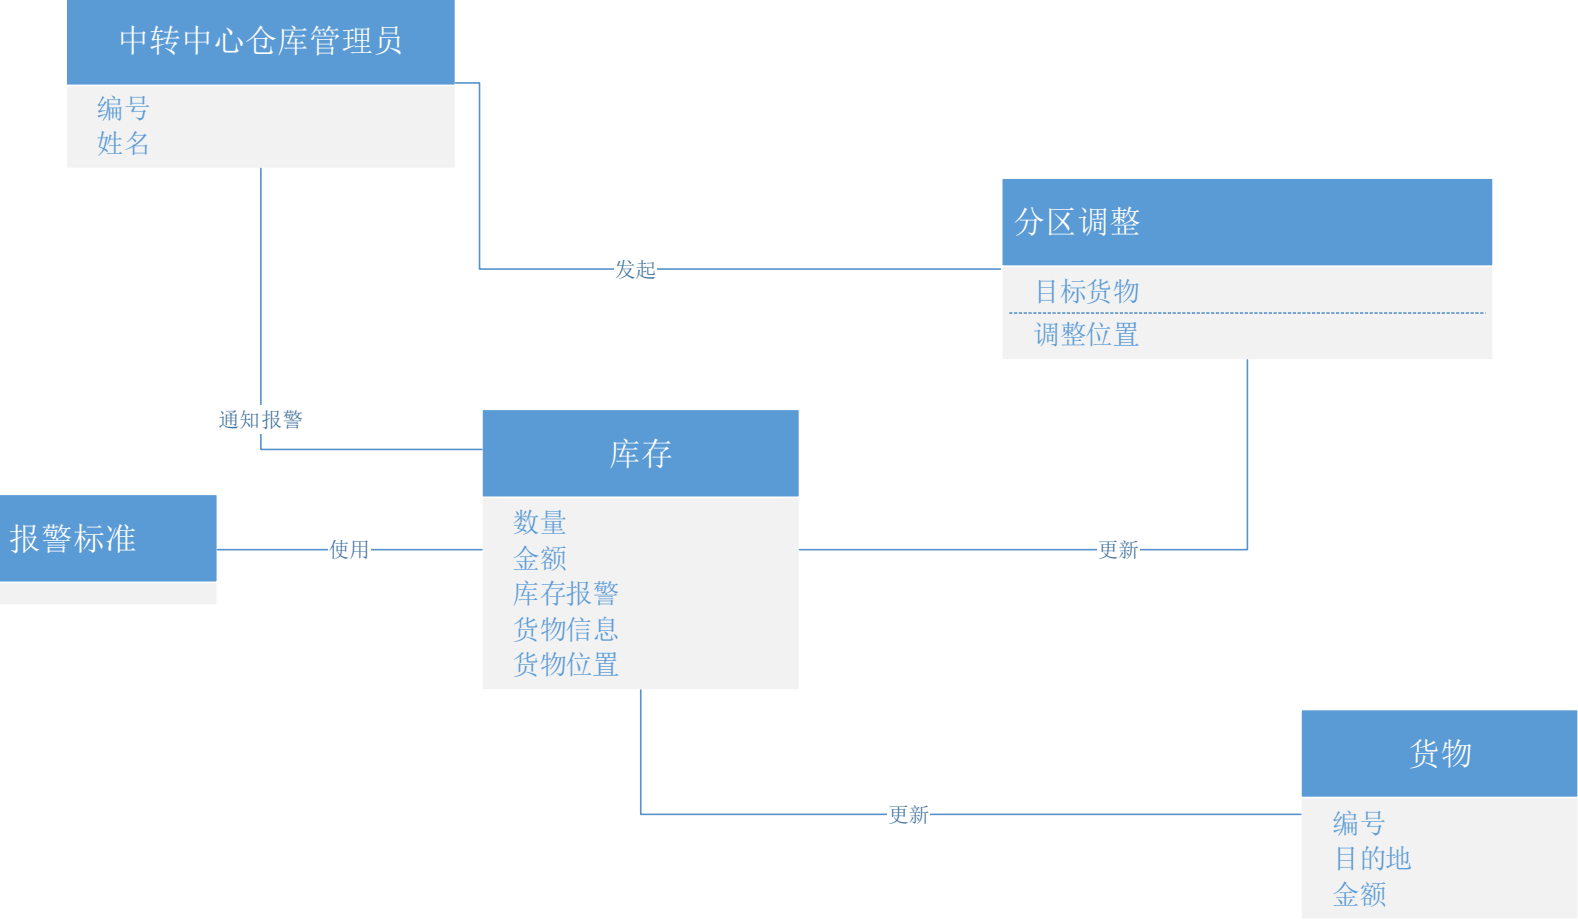 中转中心仓库管理员
编号
姓名
分区调整
发起
目标货物
调整位置
通知报警
库存
数量
金额
库存报警
货物信息
货物位置
报警标准
使用
更新
货物
更新
编号
目的地
金额